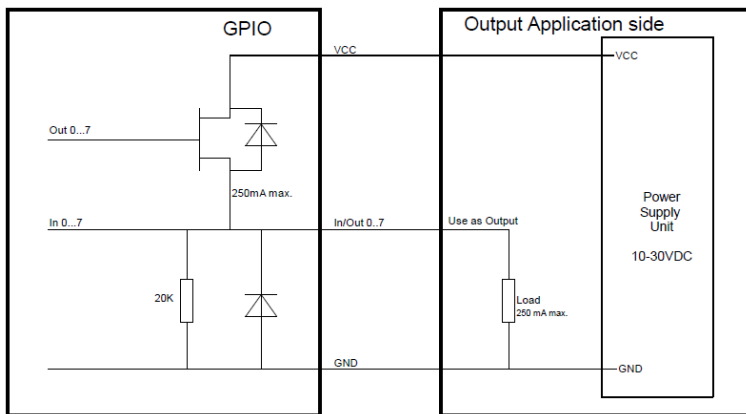 GPIO
Output Application side
VCC
VCC
Out 0...7
250mA max.
In 0...7
In/Out 0..7
Use as Output
Power
Supply
Unit
10-30VDC
20K
Load
250 mA max.
GND
GND